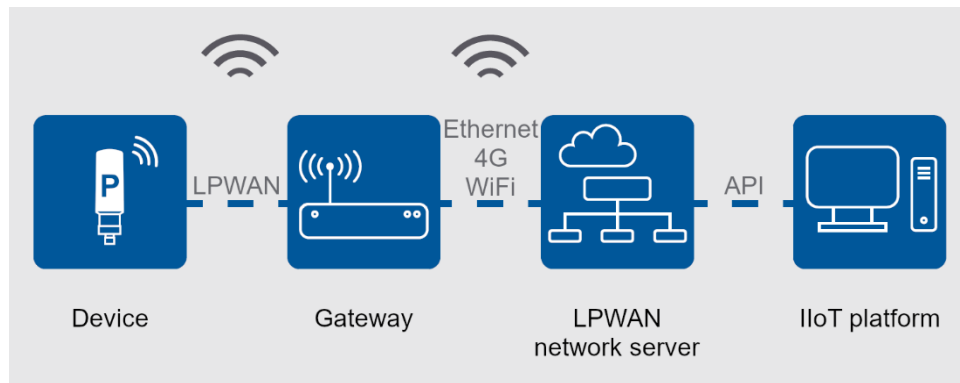 P
LPWAN
Ethernet
4G
WiFi
API
Device
Gateway
LPWAN
network server
IIoT platform